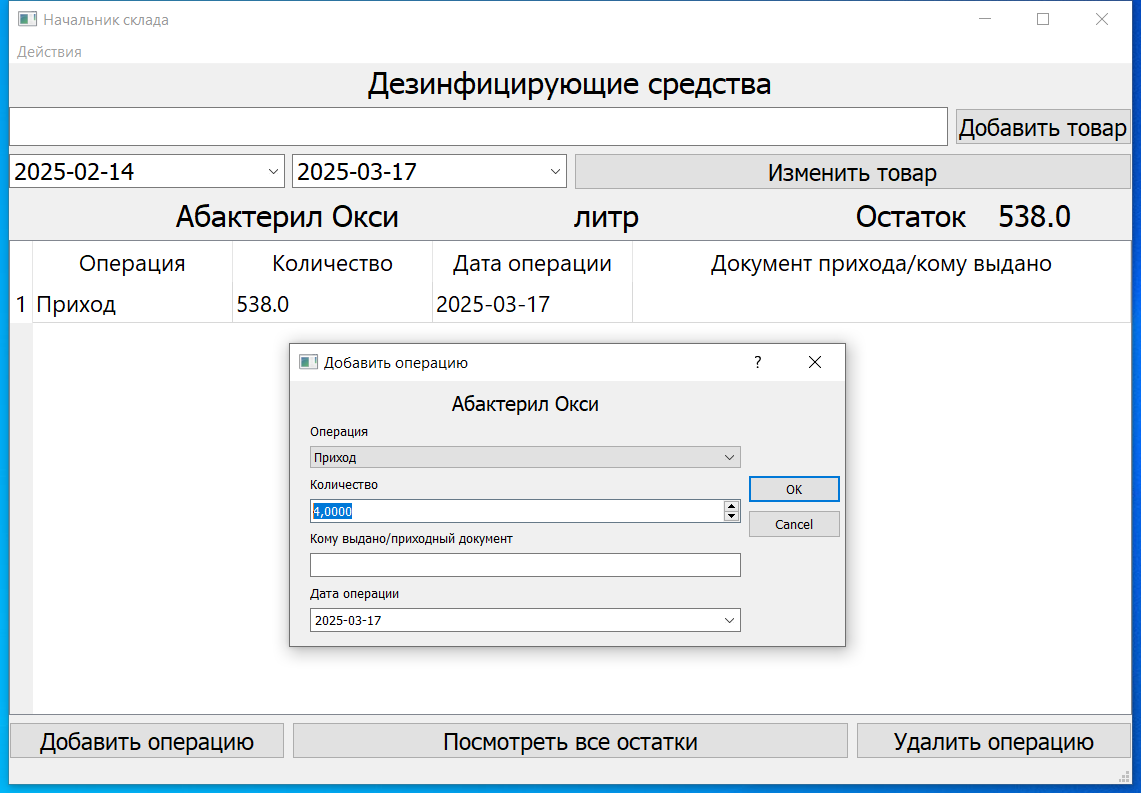 Начальник склада
Действия
Дезинфицирующие средства
Добавить товар
2025-02-14 2025-03-17 Изменить товар
Абактерил Окси литр Остаток 538.0
Операция Количество Дата операции Документ прихода/кому выдано
1 Приход 538.0 2025-03-17
Добавить операцию ?
Абактерил Окси
Операция
Приход
Количество
4,0000
OK
Кому выдано/приходный документ
Cancel
Дата операции
2025-03-17
Добавить операцию Посмотреть все остатки Удалить операцию